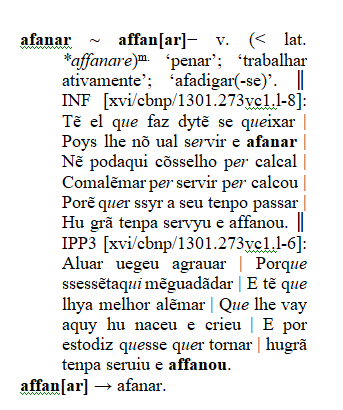 afanar ~ affan[ar]– v. (< lat.
*affanare)m. ‘penar’; ‘trabalhar
ativamente’; ‘afadigar(-se)’. ‖
INF [xvi/cbnp/1301.273vc1.l-8]:
Tẽ el que faz dytẽ se queixar |
Poys lhe nõ ual servir e afanar |
Nẽ podaqui cõsselho per calcal |
Comalẽmar per servir per calcou |
Porẽ quer ssyr a seu tenpo passar |
Hu grã tenpa servyu e affanou. ‖
IPP3 [xvi/cbnp/1301.273vc1.l-6]:
Aluar uegeu agrauar | Porque
ssessẽtaqui mẽguadãdar | E tẽ que
lhya melhor alẽmar | Que lhe vay
aquy hu naceu e crieu | E por
estodiz quesse quer tornar | hugrã
tenpa seruiu e affanou.
affan[ar] → afanar.